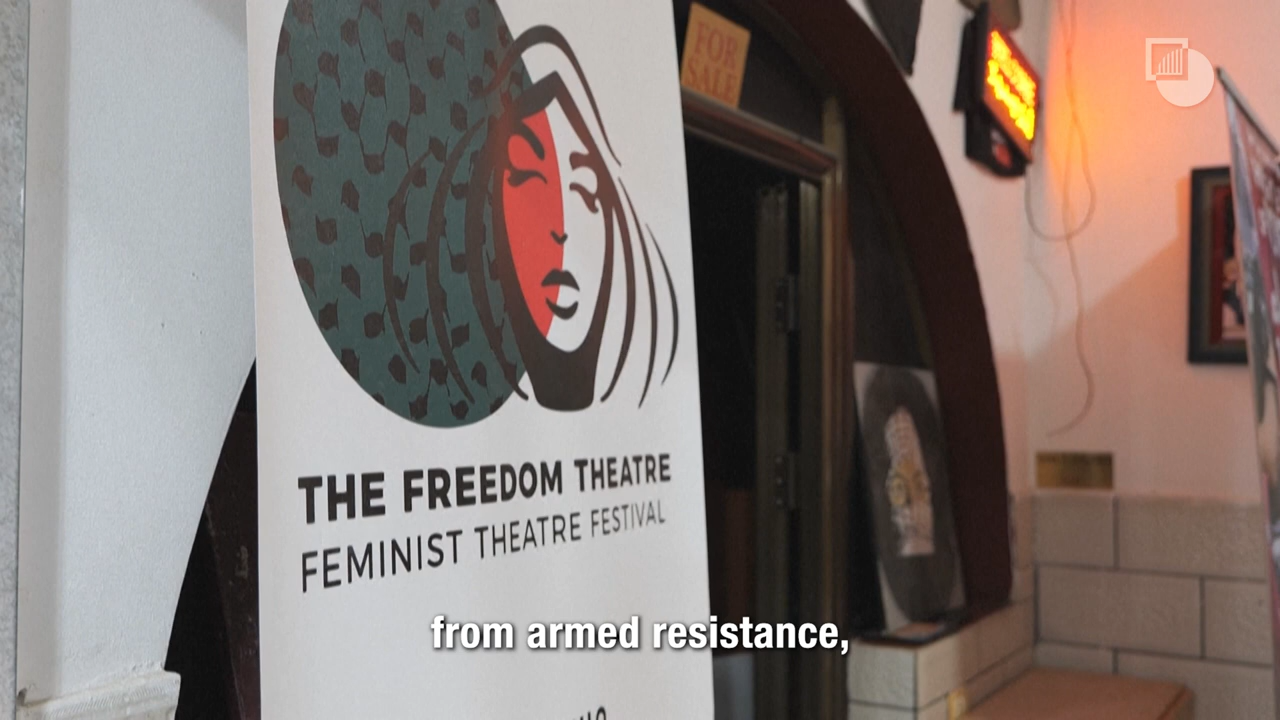 FOR
SALE
THE FREEDOM THEATRE
FEMINIST THEATRE FESTIVAL
from armed resistance,